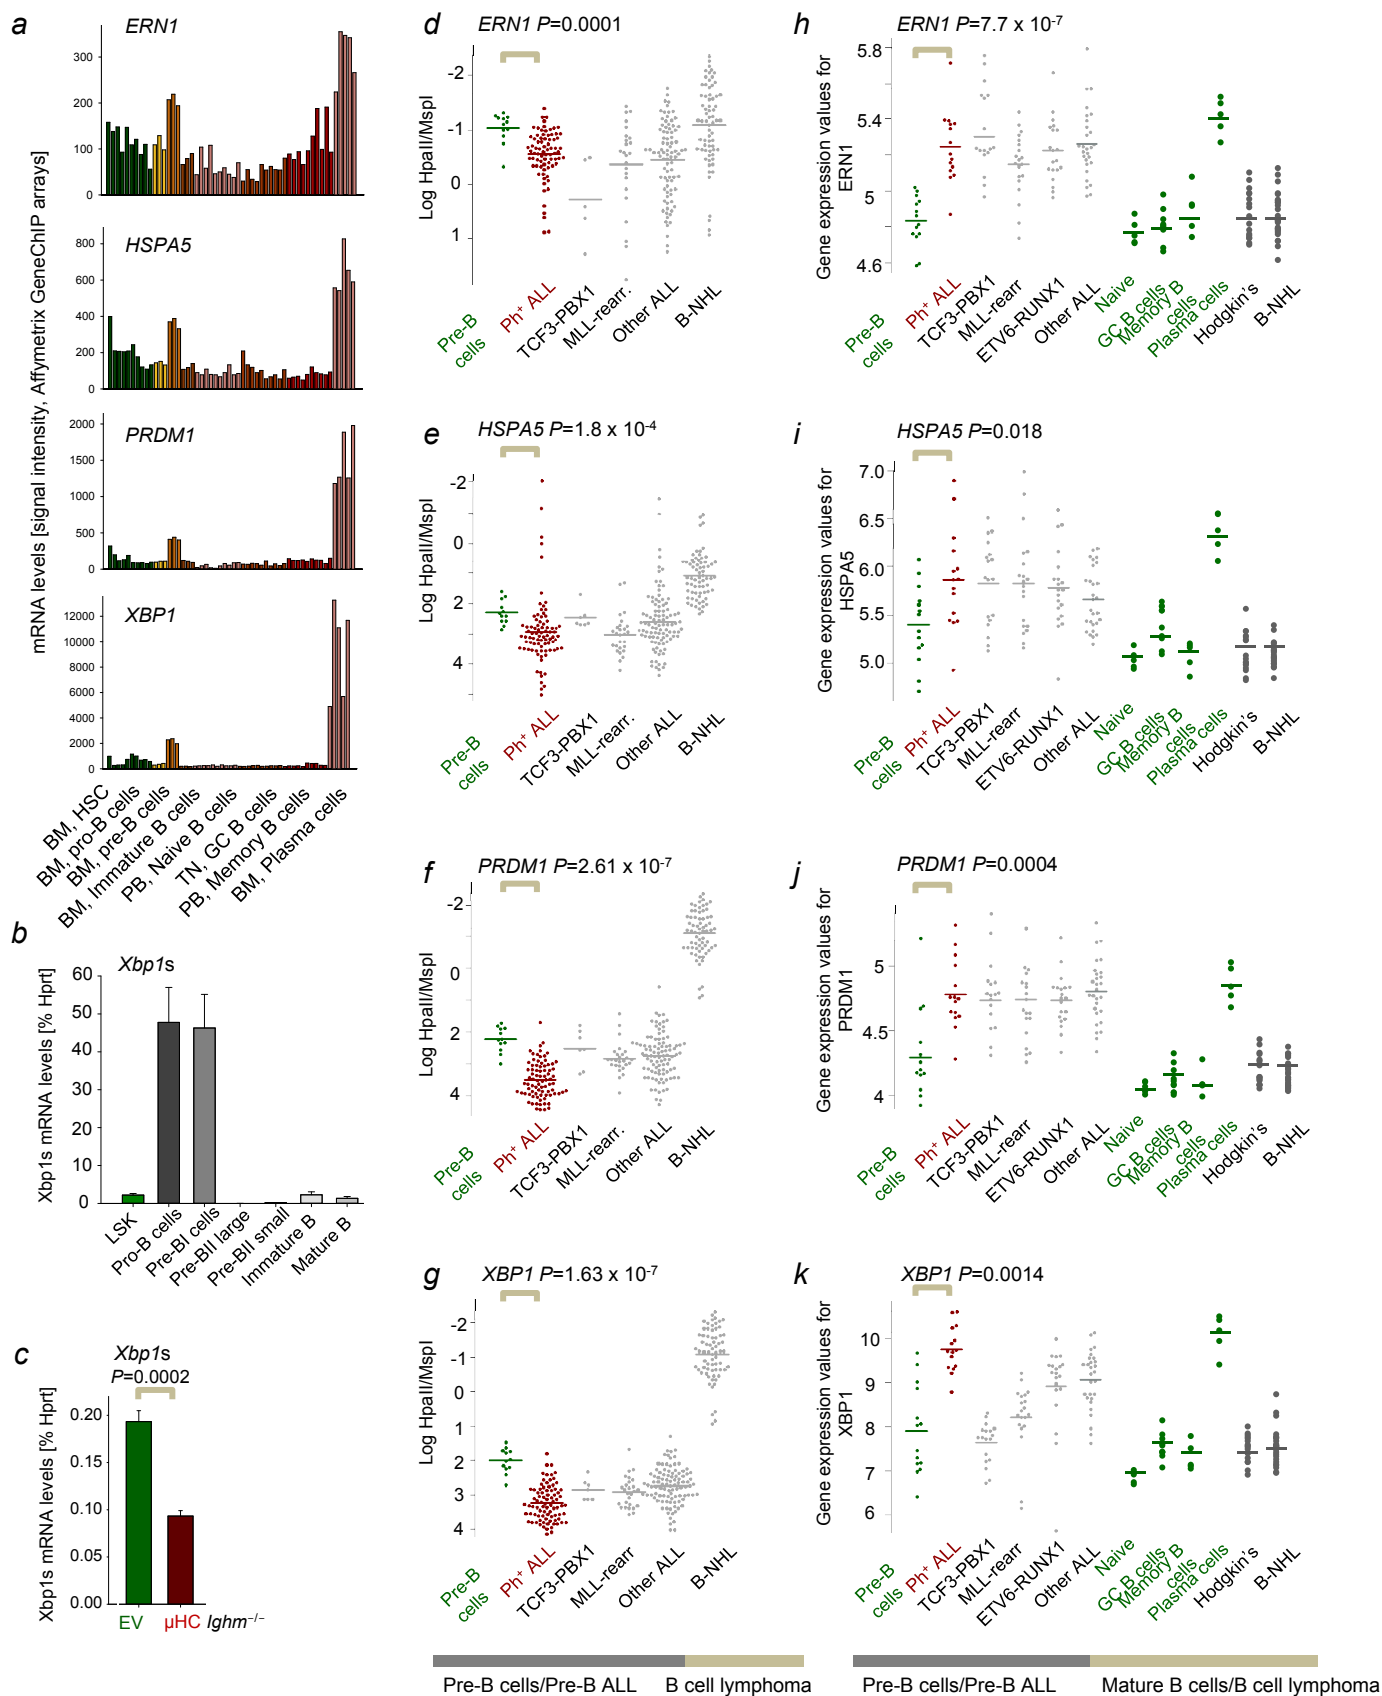 a
mRNA levels [signal intensity, Affymetrix GeneChIP arrays]
ERN1
300
200
100
0
HSPA5
800
600
400
200
0
PRDM1
2000
1500
1000
500
0
XBP1
12000
10000
8000
6000
4000
2000
0
BM, HSC
BM, pro-B cells
BM, pre-B cells
BM, Immature B cells
PB, Naive B cells
TN, GC B cells
PB, Memory B cells
BM, Plasma cells
b
Xbp1s
Xbp1s mRNA levels [% Hprt]
60
50
40
30
20
10
0
LSK
Pro-B cells
Pre-BI cells
Pre-BII large
Pre-BII small
Immature B
Mature B
c
Xbp1s
P=0.0002
Xbp1s mRNA levels [% Hprt]
0.20
0.15
0.10
0.05
0.00
EV
µHC
Ighm–/–
d
ERN1 P=0.0001
Log HpaII/MspI
-2
-1
0
1
Pre-B
cells
Ph+ ALL
TCF3-PBX1
MLL-rearr.
Other ALL
B-NHL
e
HSPA5 P=1.8 x 10-4
Log HpaII/MspI
-2
0
2
4
Pre-B
cells
Ph+ ALL
TCF3-PBX1
MLL-rearr.
Other ALL
B-NHL
f
PRDM1 P=2.61 x 10-7
Log HpaII/MspI
-2
0
2
4
Pre-B
cells
Ph+ ALL
TCF3-PBX1
MLL-rearr.
Other ALL
B-NHL
g
XBP1 P=1.63 x 10-7
Log HpaII/MspI
-2
-1
0
1
2
3
4
Pre-B
cells
Ph+ ALL
TCF3-PBX1
MLL-rearr
Other ALL
B-NHL
Pre-B cells/Pre-B ALL
B cell lymphoma
h
ERN1 P=7.7 x 10-7
Gene expression values for
ERN1
5.8
5.4
5
4.6
Pre-B
cells
Ph+ ALL
TCF3-PBX1
MLL-rearr
ETV6-RUNX1
Other ALL
Naive
GC B cells
Memory B
cells
Plasma cells
Hodgkin's
B-NHL
i
HSPA5 P=0.018
Gene expression values for
HSPA5
7.0
6.5
6.0
5.5
5.0
Pre-B
cells
Ph+ ALL
TCF3-PBX1
MLL-rearr
ETV6-RUNX1
Other ALL
Naive
GC B cells
Memory B
cells
Plasma cells
Hodgkin's
B-NHL
j
PRDM1 P=0.0004
Gene expression values for
PRDM1
5
4.5
4
Pre-B
cells
Ph+ ALL
TCF3-PBX1
MLL-rearr
ETV6-RUNX1
Other ALL
Naive
GC B cells
Memory B
cells
Plasma cells
Hodgkin's
B-NHL
k
XBP1 P=0.0014
Gene expression values for
XBP1
10
9
8
7
6
Pre-B
cells
Ph+ ALL
TCF3-PBX1
MLL-rearr
ETV6-RUNX1
Other ALL
Naive
GC B cells
Memory B
cells
Plasma cells
Hodgkin's
B-NHL
Pre-B cells/Pre-B ALL
Mature B cells/B cell lymphoma